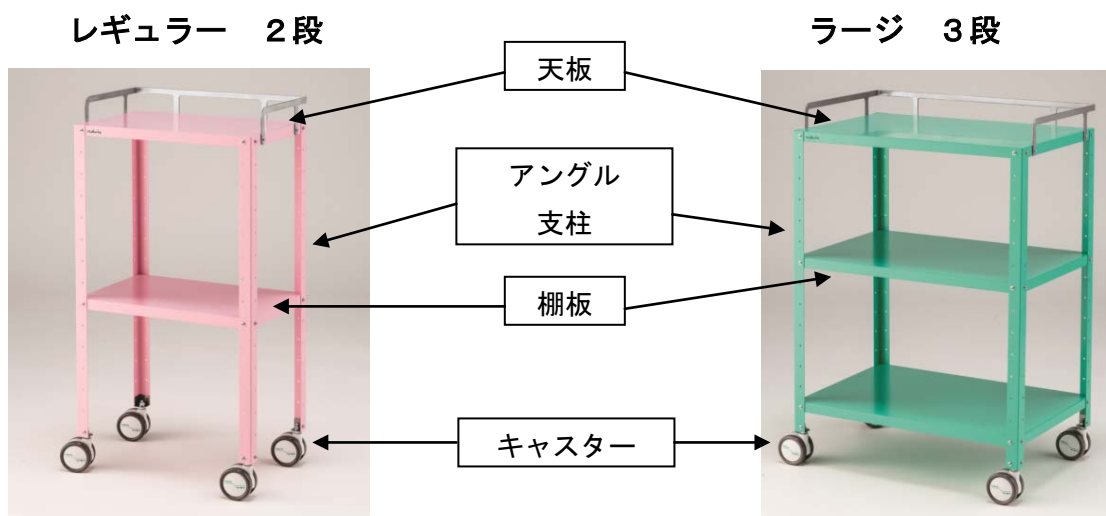 レギュラー　２段
ラージ　３段
天板
アングル
支柱
棚板
キャスター